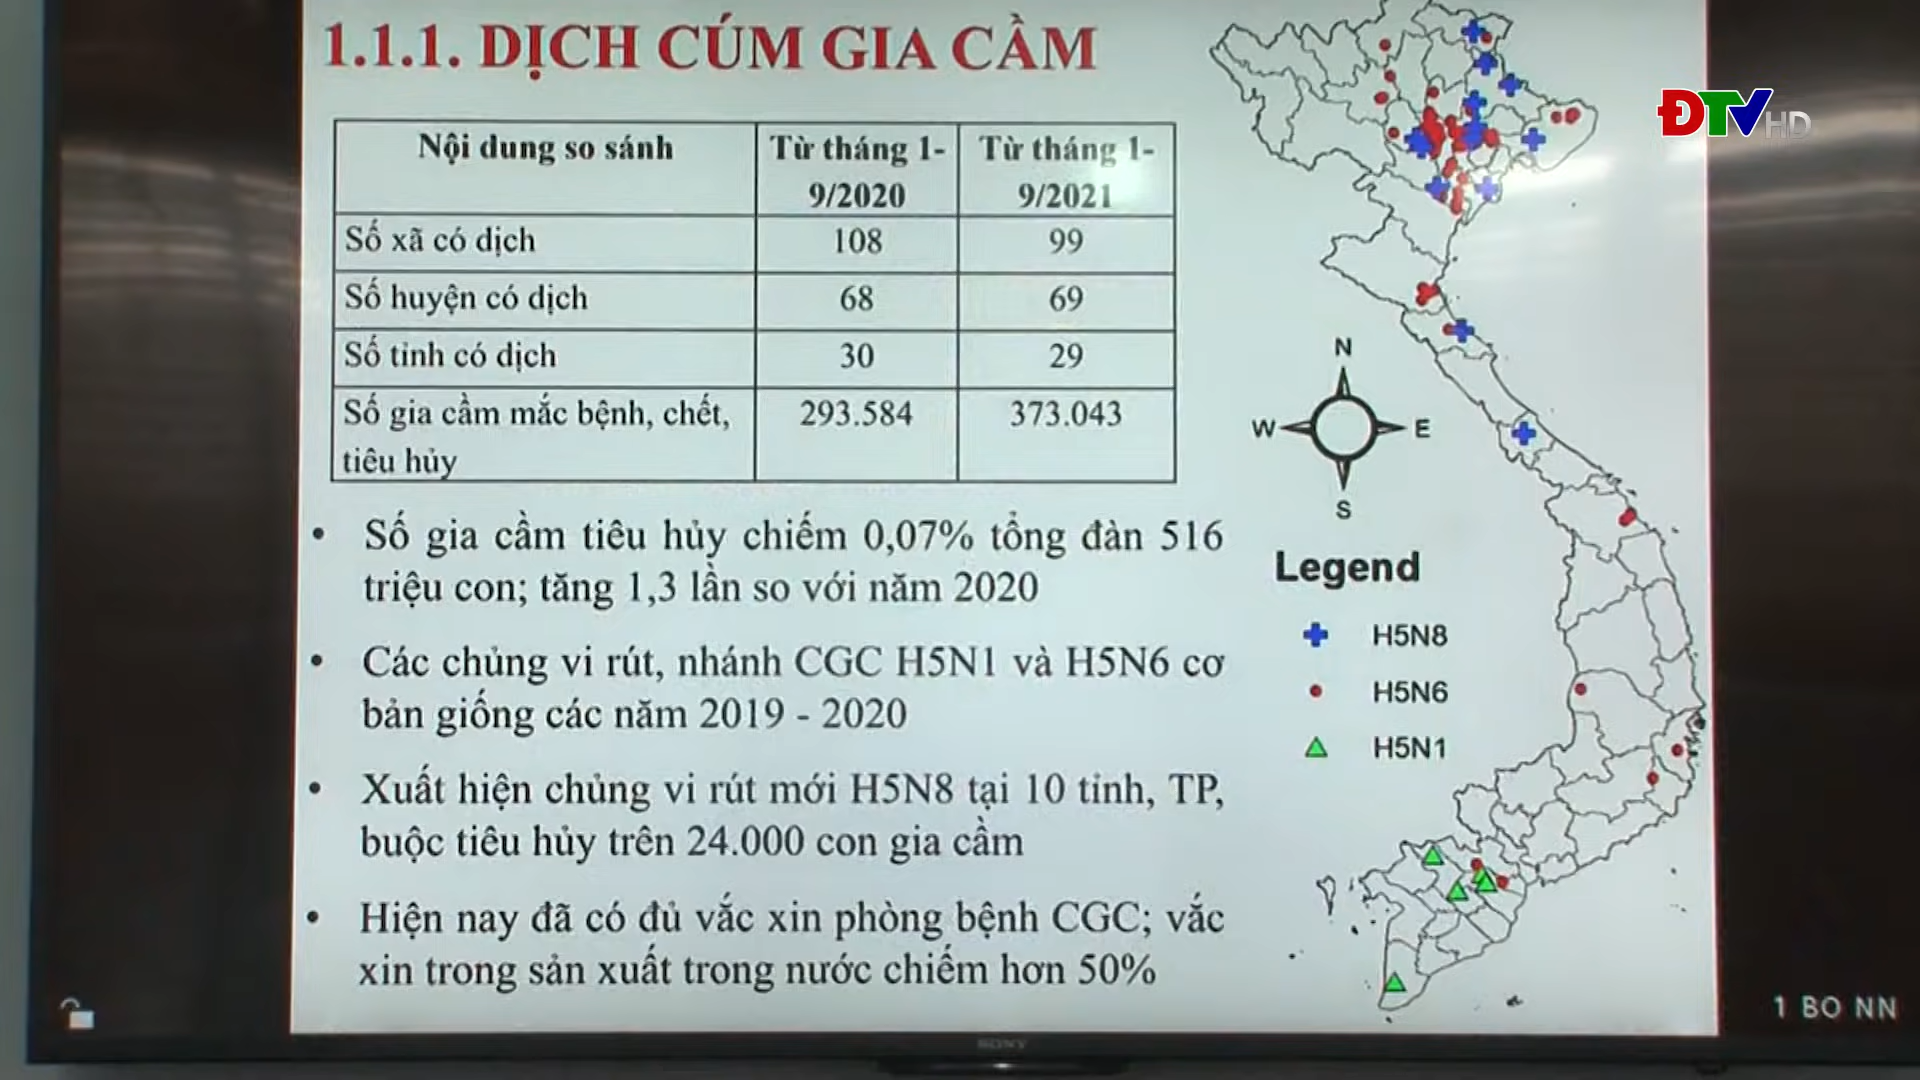 1.1.1. DỊCH CÚM GIA CẦM
ĐTV HD
Nội dung so sánh
Từ tháng 1-
9/2020
Từ tháng 1-
9/2021
Số xã có dịch
108
99
Số huyện có dịch
68
69
Số tỉnh có dịch
30
29
Số gia cầm mắc bệnh, chết,
tiêu hủy
293.584
373.043
N
W
E
S
• Số gia cầm tiêu hủy chiếm 0,07% tổng đàn 516
triệu con; tăng 1,3 lần so với năm 2020
• Các chủng vi rút, nhánh CGC H5N1 và H5N6 cơ
bản giống các năm 2019 - 2020
• Xuất hiện chủng vi rút mới H5N8 tại 10 tỉnh, TP,
buộc tiêu hủy trên 24.000 con gia cầm
• Hiện nay đã có đủ vắc xin phòng bệnh CGC; vắc
xin trong sản xuất trong nước chiếm hơn 50%
Legend
H5N8
H5N6
H5N1
1 BO NN
SONY